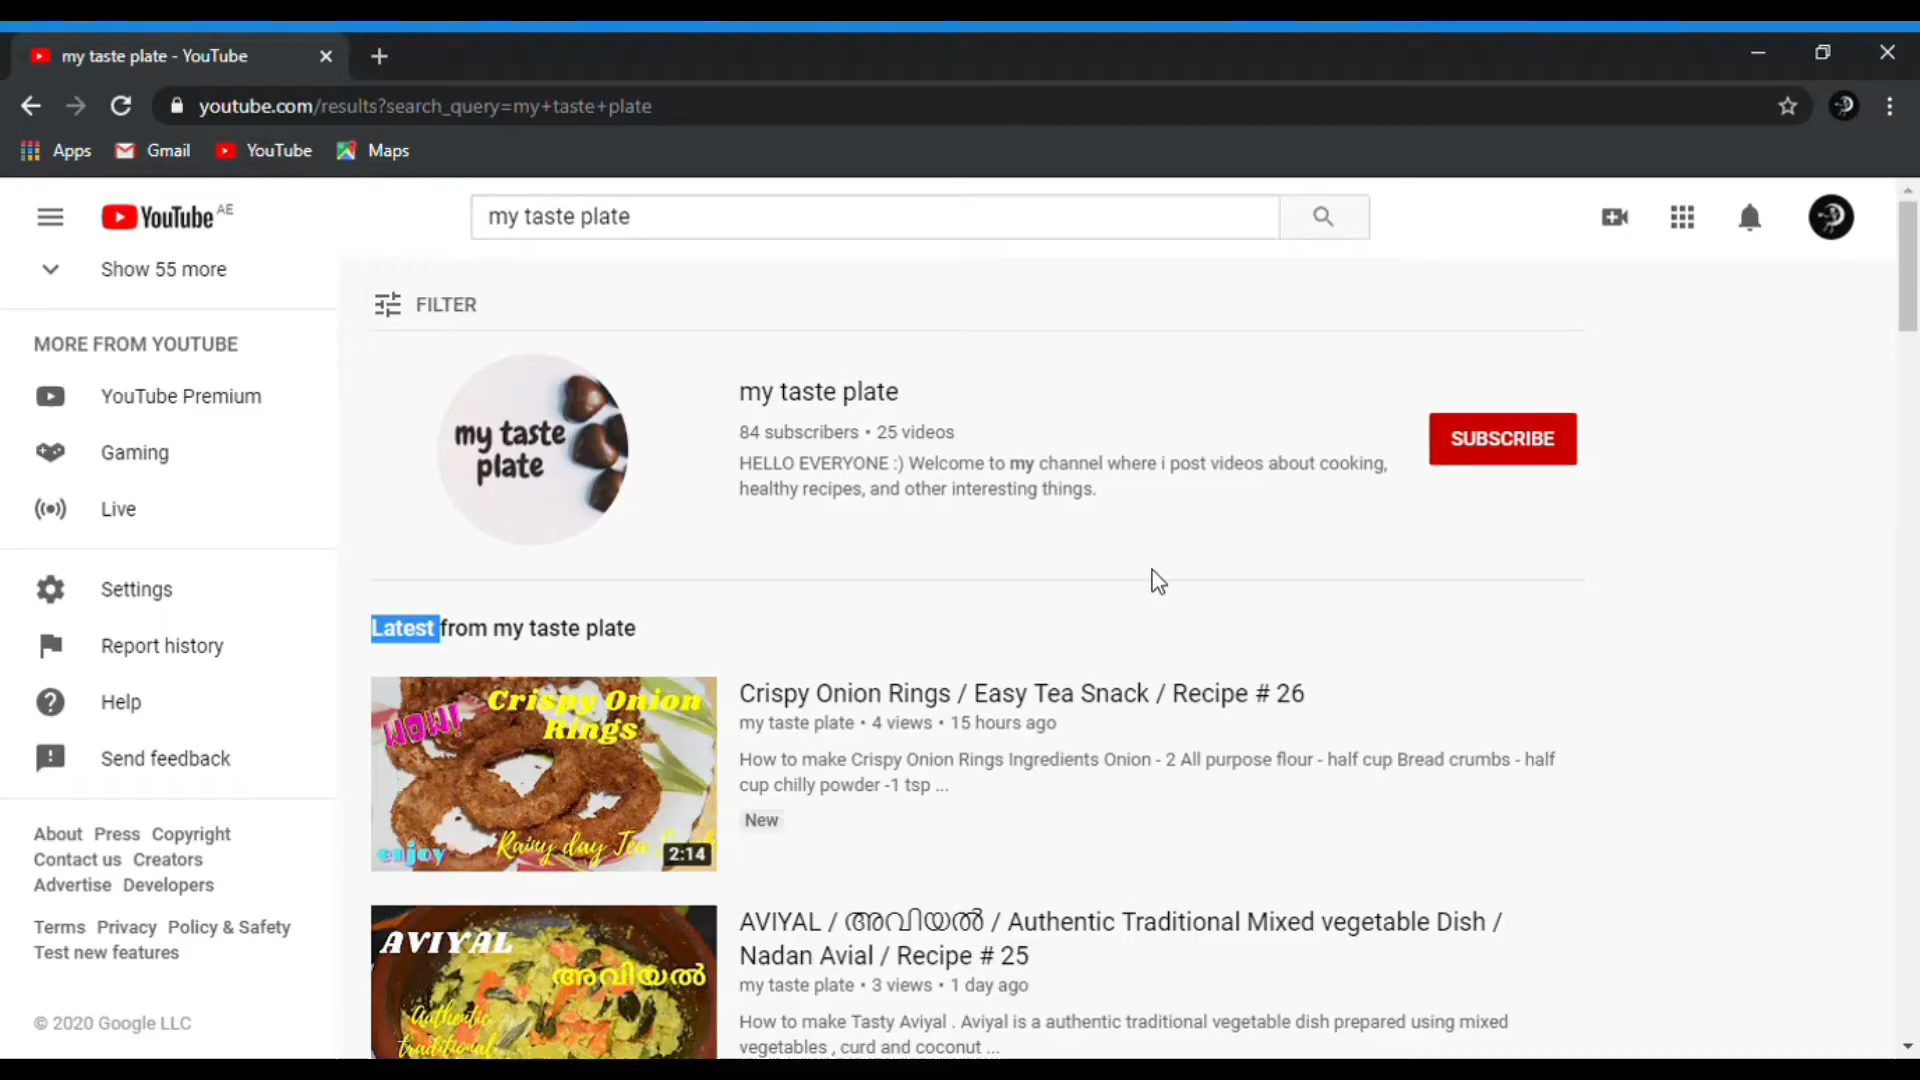 my taste plate - YouTube
youtube.com/results?search_query=my+taste+plate
Apps Gmail YouTube Maps
YouTube AE
my taste plate
Show 55 more
MORE FROM YOUTUBE
YouTube Premium
Gaming
Live
Settings
Report history
Help
Send feedback
About Press Copyright
Contact us Creators
Advertise Developers
Terms Privacy Policy & Safety
Test new features
© 2020 Google LLC
FILTER
my taste
plate
my taste plate
84 subscribers • 25 videos
HELLO EVERYONE :) Welcome to my channel where i post videos about cooking,
healthy recipes, and other interesting things.
SUBSCRIBE
Latest from my taste plate
WOW!
Crispy Onion
Rings
enjoy
Rainy day Tea
2:14
Crispy Onion Rings / Easy Tea Snack / Recipe # 26
my taste plate • 4 views • 15 hours ago
How to make Crispy Onion Rings Ingredients Onion - 2 All purpose flour - half cup Bread crumbs - half
cup chilly powder -1 tsp ...
New
AVIYAL
അവിയൽ
Authentic
traditional
AVIYAL / അവിയൽ / Authentic Traditional Mixed vegetable Dish /
Nadan Avial / Recipe # 25
my taste plate • 3 views • 1 day ago
How to make Tasty Aviyal . Aviyal is a authentic traditional vegetable dish prepared using mixed
vegetables , curd and coconut ...